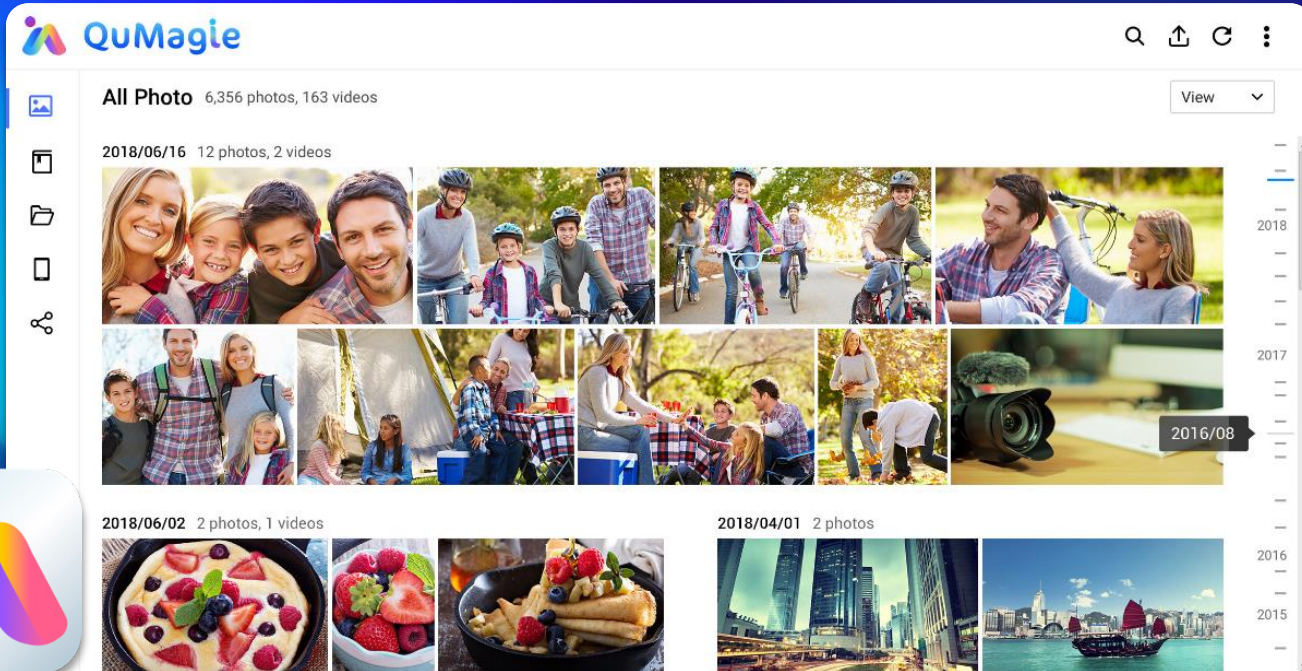 QuMagie
All Photo 6,356 photos, 163 videos
View
2018/06/16 12 photos, 2 videos
2018
2017
2016/08
2018/06/02 2 photos, 1 videos
2018/04/01 2 photos
2016
2015